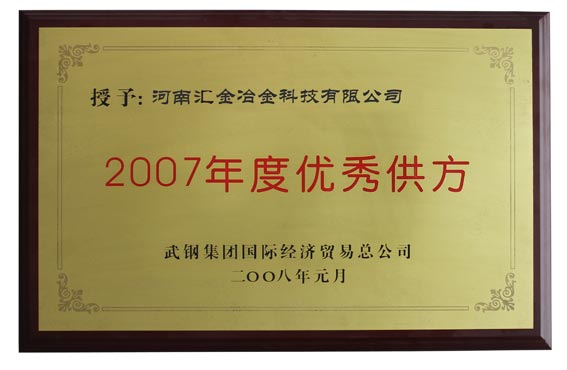 授予:河南汇金冶金科技有限公司
2007年度优秀供方
武钢集团国际经济贸易总公司
二〇〇八年元月